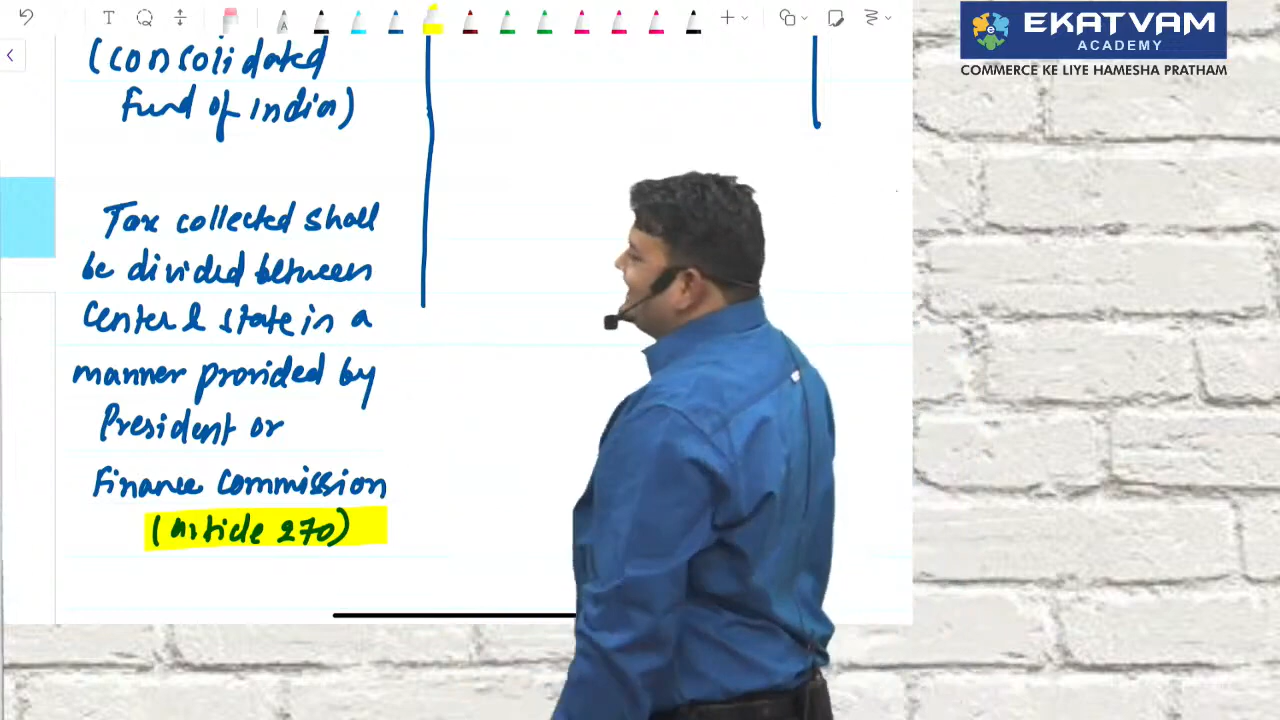 EKATVAM
ACADEMY
COMMERCE KE LIYE HAMESHA PRATHAM
(Consolidated
Fund of India)
Tax collected shall
be divided between
Center & state in a
manner provided by
President or
Finance Commission
(Article 270)